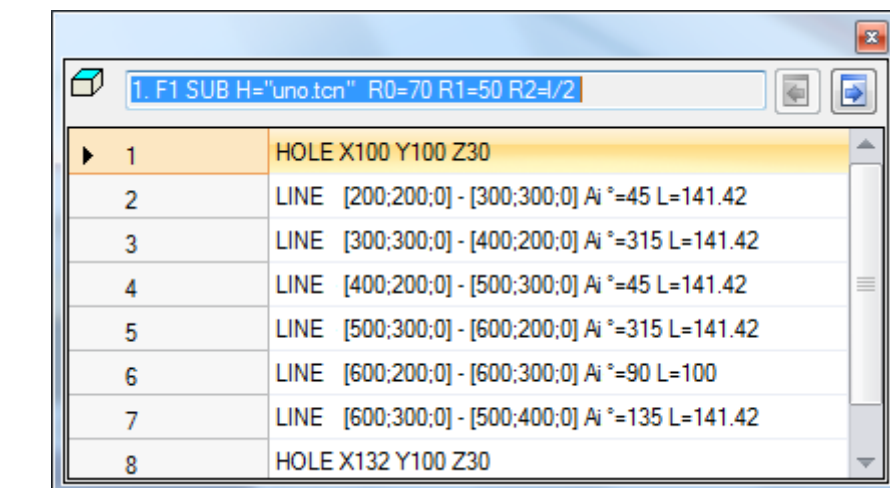 1. F1 SUB H="uno.tcn" R0=70 R1=50 R2=l/2
1 HOLE X100 Y100 Z30
2 LINE [200;200;0] - [300;300;0] Ai °=45 L=141.42
3 LINE [300;300;0] - [400;200;0] Ai °=315 L=141.42
4 LINE [400;200;0] - [500;300;0] Ai °=45 L=141.42
5 LINE [500;300;0] - [600;200;0] Ai °=315 L=141.42
6 LINE [600;200;0] - [600;300;0] Ai °=90 L=100
7 LINE [600;300;0] - [500;400;0] Ai °=135 L=141.42
8 HOLE X132 Y100 Z30